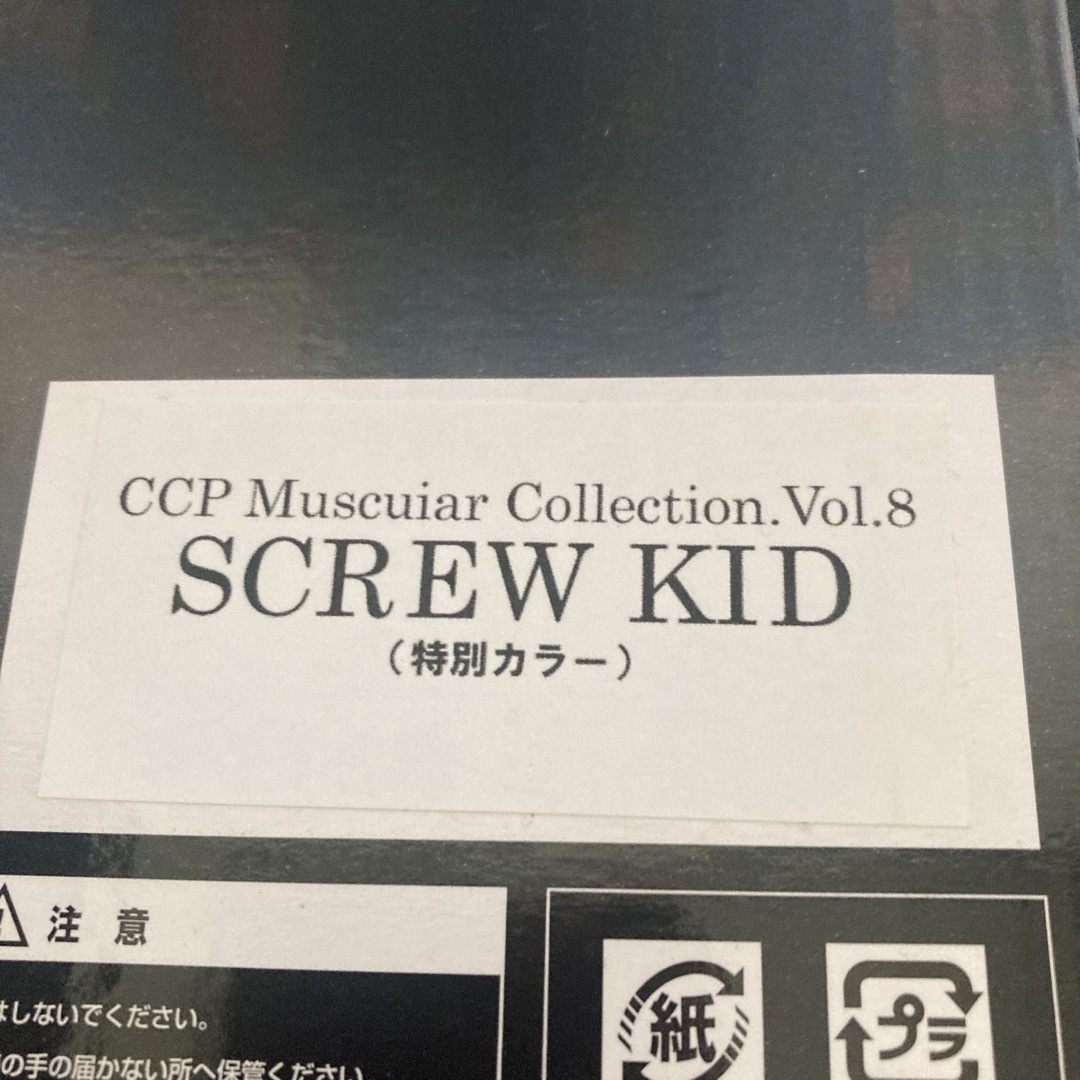 CCP Muscuiar Collection.Vol.8
SCREW KID
(特別カラー)
注 意
はしないでください。
の手の届かない所へ保管ください
紙
プラ